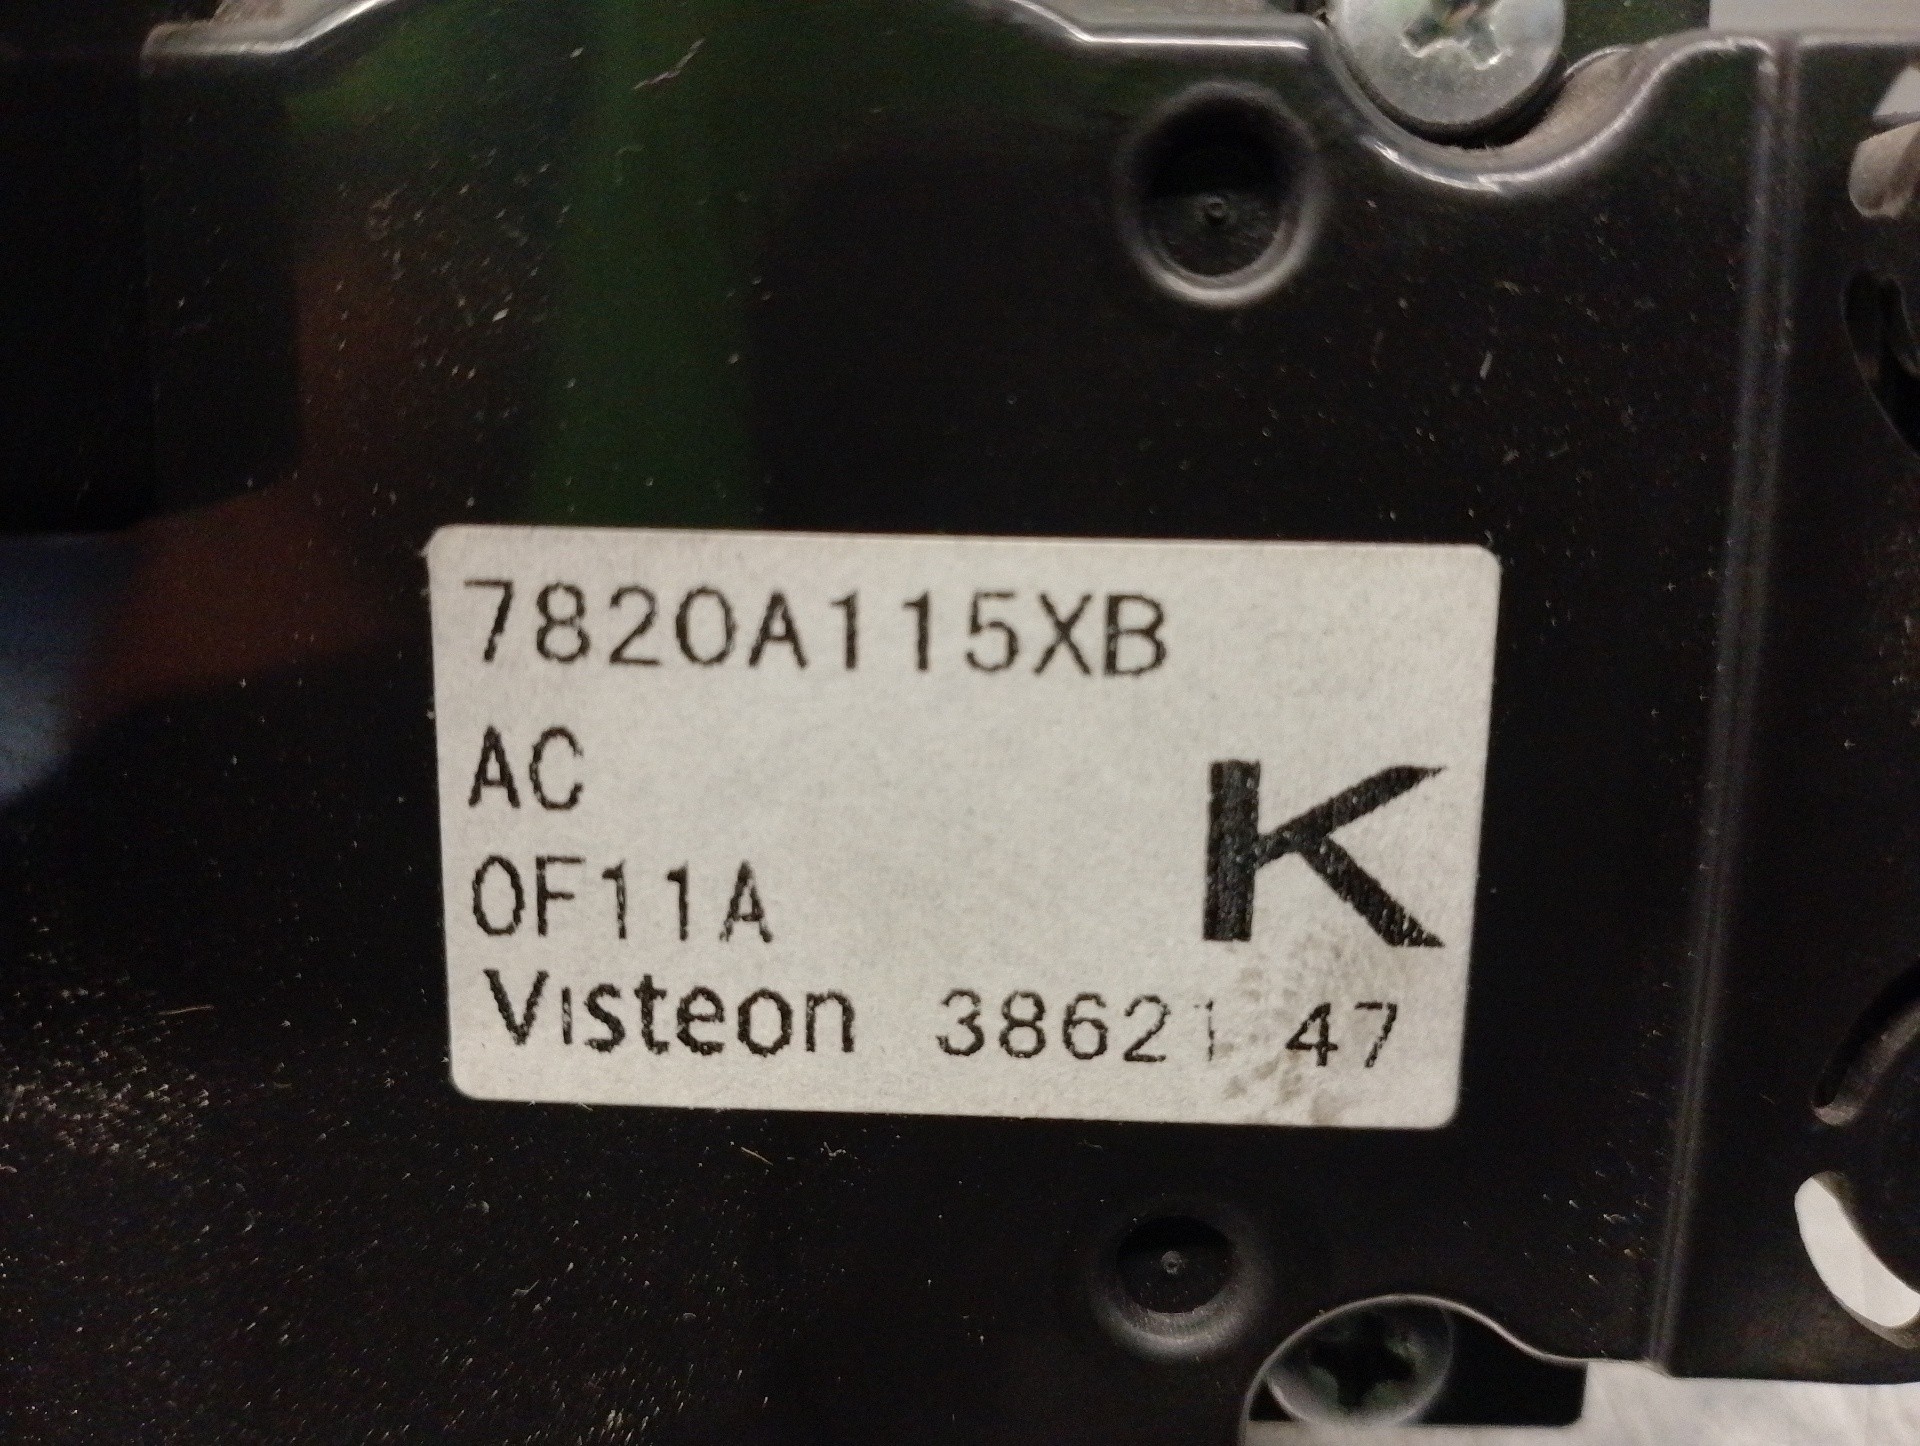 7820A115XB
AC
0F11A
K
Visteon 38621 47